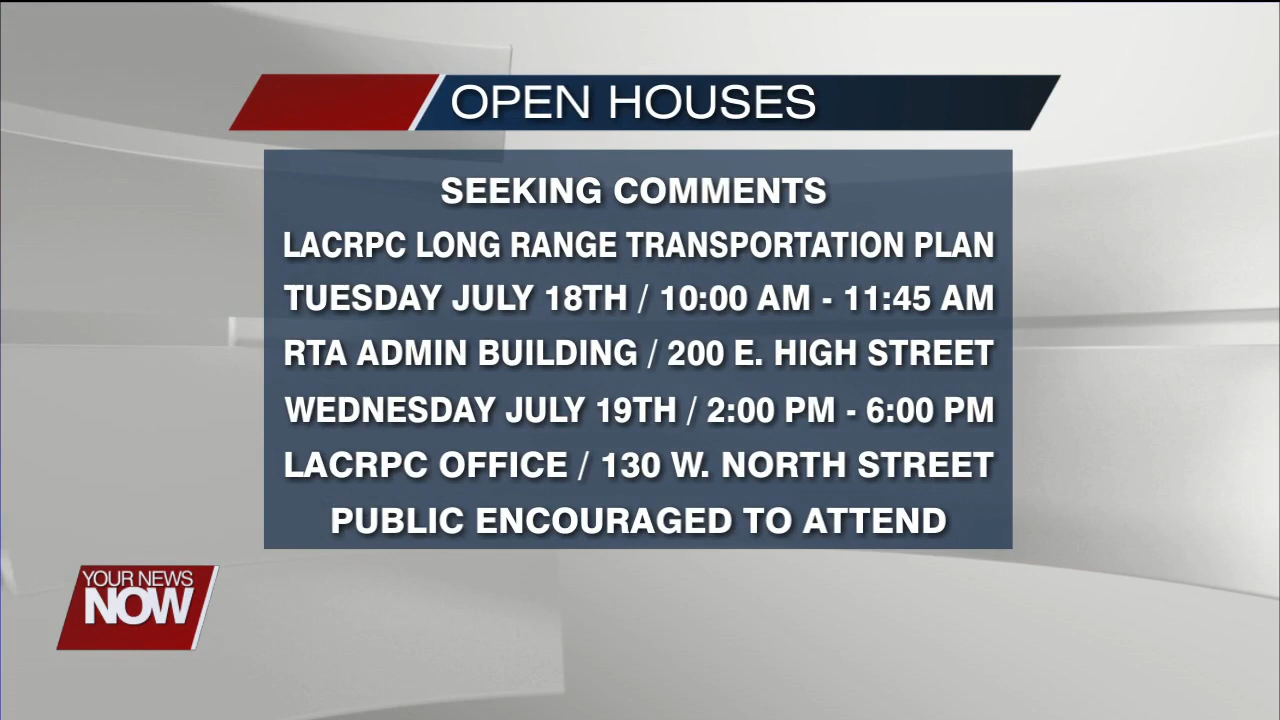 OPEN HOUSES
SEEKING COMMENTS
LACRPC LONG RANGE TRANSPORTATION PLAN
TUESDAY JULY 18TH / 10:00 AM - 11:45 AM
RTA ADMIN BUILDING / 200 E. HIGH STREET
WEDNESDAY JULY 19TH / 2:00 PM - 6:00 PM
LACRPC OFFICE / 130 W. NORTH STREET
PUBLIC ENCOURAGED TO ATTEND
YOUR NEWS
NOW